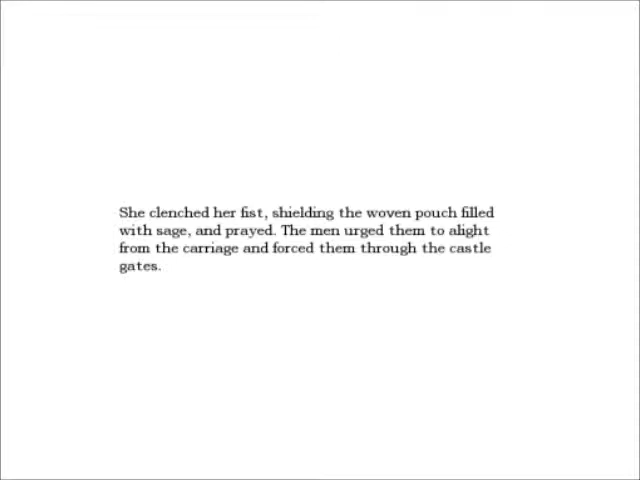 She clenched her fist, shielding the woven pouch filled
with sage, and prayed. The men urged them to alight
from the carriage and forced them through the castle
gates.